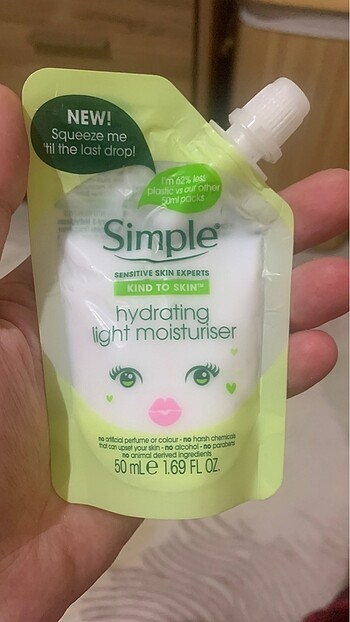 NEW!
Squeeze me
'til the last drop!
I'm 62% less
plastic vs our other
50ml packs
Simple®
SENSITIVE SKIN EXPERTS
KIND TO SKIN™
hydrating
light moisturiser
no artificial perfume or colour - no harsh chemicals
that can upset your skin - no alcohol - no parabens
no animal derived ingredients
50 mL e 1.69 FL OZ.